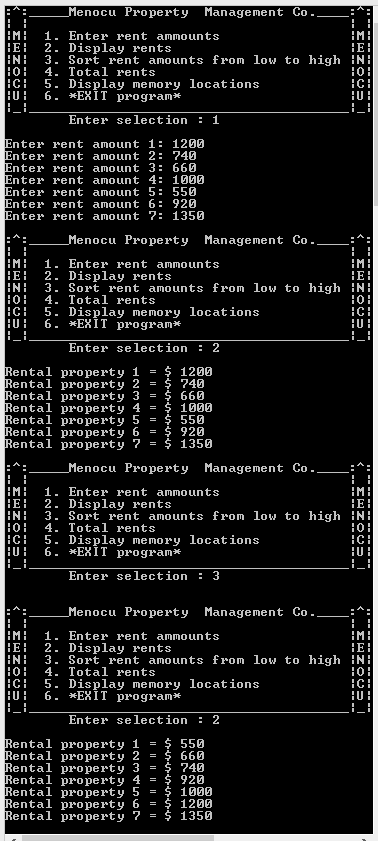 :^:_____Menocu Property  Management Co.____:^:
¦ ¦ ¦ ¦
¦M¦  1. Enter rent ammounts ¦M¦
¦E¦  2. Display rents ¦E¦
¦N¦  3. Sort rent amounts from low to high ¦N¦
¦O¦  4. Total rents ¦O¦
¦C¦  5. Display memory locations ¦C¦
¦U¦  6. *EXIT program* ¦U¦
¦_¦________________________________________¦_¦
Enter selection : 1
Enter rent amount 1: 1200
Enter rent amount 2: 740
Enter rent amount 3: 660
Enter rent amount 4: 1000
Enter rent amount 5: 550
Enter rent amount 6: 920
Enter rent amount 7: 1350
:^:_____Menocu Property  Management Co.____:^:
¦ ¦ ¦ ¦
¦M¦  1. Enter rent ammounts ¦M¦
¦E¦  2. Display rents ¦E¦
¦N¦  3. Sort rent amounts from low to high ¦N¦
¦O¦  4. Total rents ¦O¦
¦C¦  5. Display memory locations ¦C¦
¦U¦  6. *EXIT program* ¦U¦
¦_¦________________________________________¦_¦
Enter selection : 2
Rental property 1 = $ 1200
Rental property 2 = $ 740
Rental property 3 = $ 660
Rental property 4 = $ 1000
Rental property 5 = $ 550
Rental property 6 = $ 920
Rental property 7 = $ 1350
:^:_____Menocu Property  Management Co.____:^:
¦ ¦ ¦ ¦
¦M¦  1. Enter rent ammounts ¦M¦
¦E¦  2. Display rents ¦E¦
¦N¦  3. Sort rent amounts from low to high ¦N¦
¦O¦  4. Total rents ¦O¦
¦C¦  5. Display memory locations ¦C¦
¦U¦  6. *EXIT program* ¦U¦
¦_¦________________________________________¦_¦
Enter selection : 3
:^:_____Menocu Property  Management Co.____:^:
¦ ¦ ¦ ¦
¦M¦  1. Enter rent ammounts ¦M¦
¦E¦  2. Display rents ¦E¦
¦N¦  3. Sort rent amounts from low to high ¦N¦
¦O¦  4. Total rents ¦O¦
¦C¦  5. Display memory locations ¦C¦
¦U¦  6. *EXIT program* ¦U¦
¦_¦________________________________________¦_¦
Enter selection : 2
Rental property 1 = $ 550
Rental property 2 = $ 660
Rental property 3 = $ 740
Rental property 4 = $ 920
Rental property 5 = $ 1000
Rental property 6 = $ 1200
Rental property 7 = $ 1350